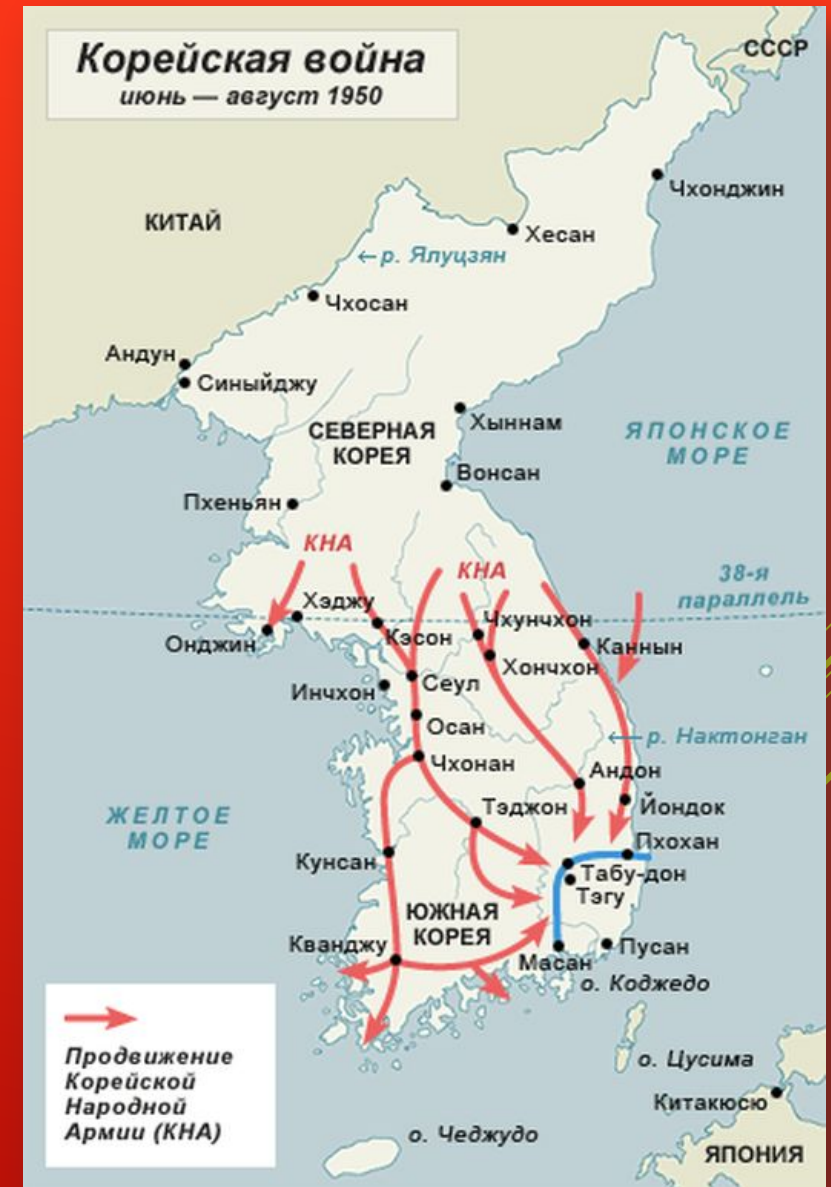 Корейская война
июнь — август 1950
СССР
Чхонджин
КИТАЙ
Хесан
←р. Ялуцзян
Чхосан
Андун
Синыйджу
СЕВЕРНАЯ
КОРЕЯ
Хыннам
ЯПОНСКОЕ
МОРЕ
Вонсан
Пхеньян
КНА
КНА
38-я
параллель
Хэджу
Чхунчхон
Онджин
Кэсон
Каннын
Хончхон
Инчхон
Сеул
Осан
←р. Нактонган
Чхонан
Андон
Тэджон
Йондок
ЖЕЛТОЕ
МОРЕ
Пхохан
Кунсан
Табу-дон
Тэгу
ЮЖНАЯ
КОРЕЯ
Кванджу
Пусан
Масан
о. Коджедо
Продвижение
Корейской
Народной
Армии (КНА)
о. Цусима
Китакюсю
о. Чеджудо
ЯПОНИЯ